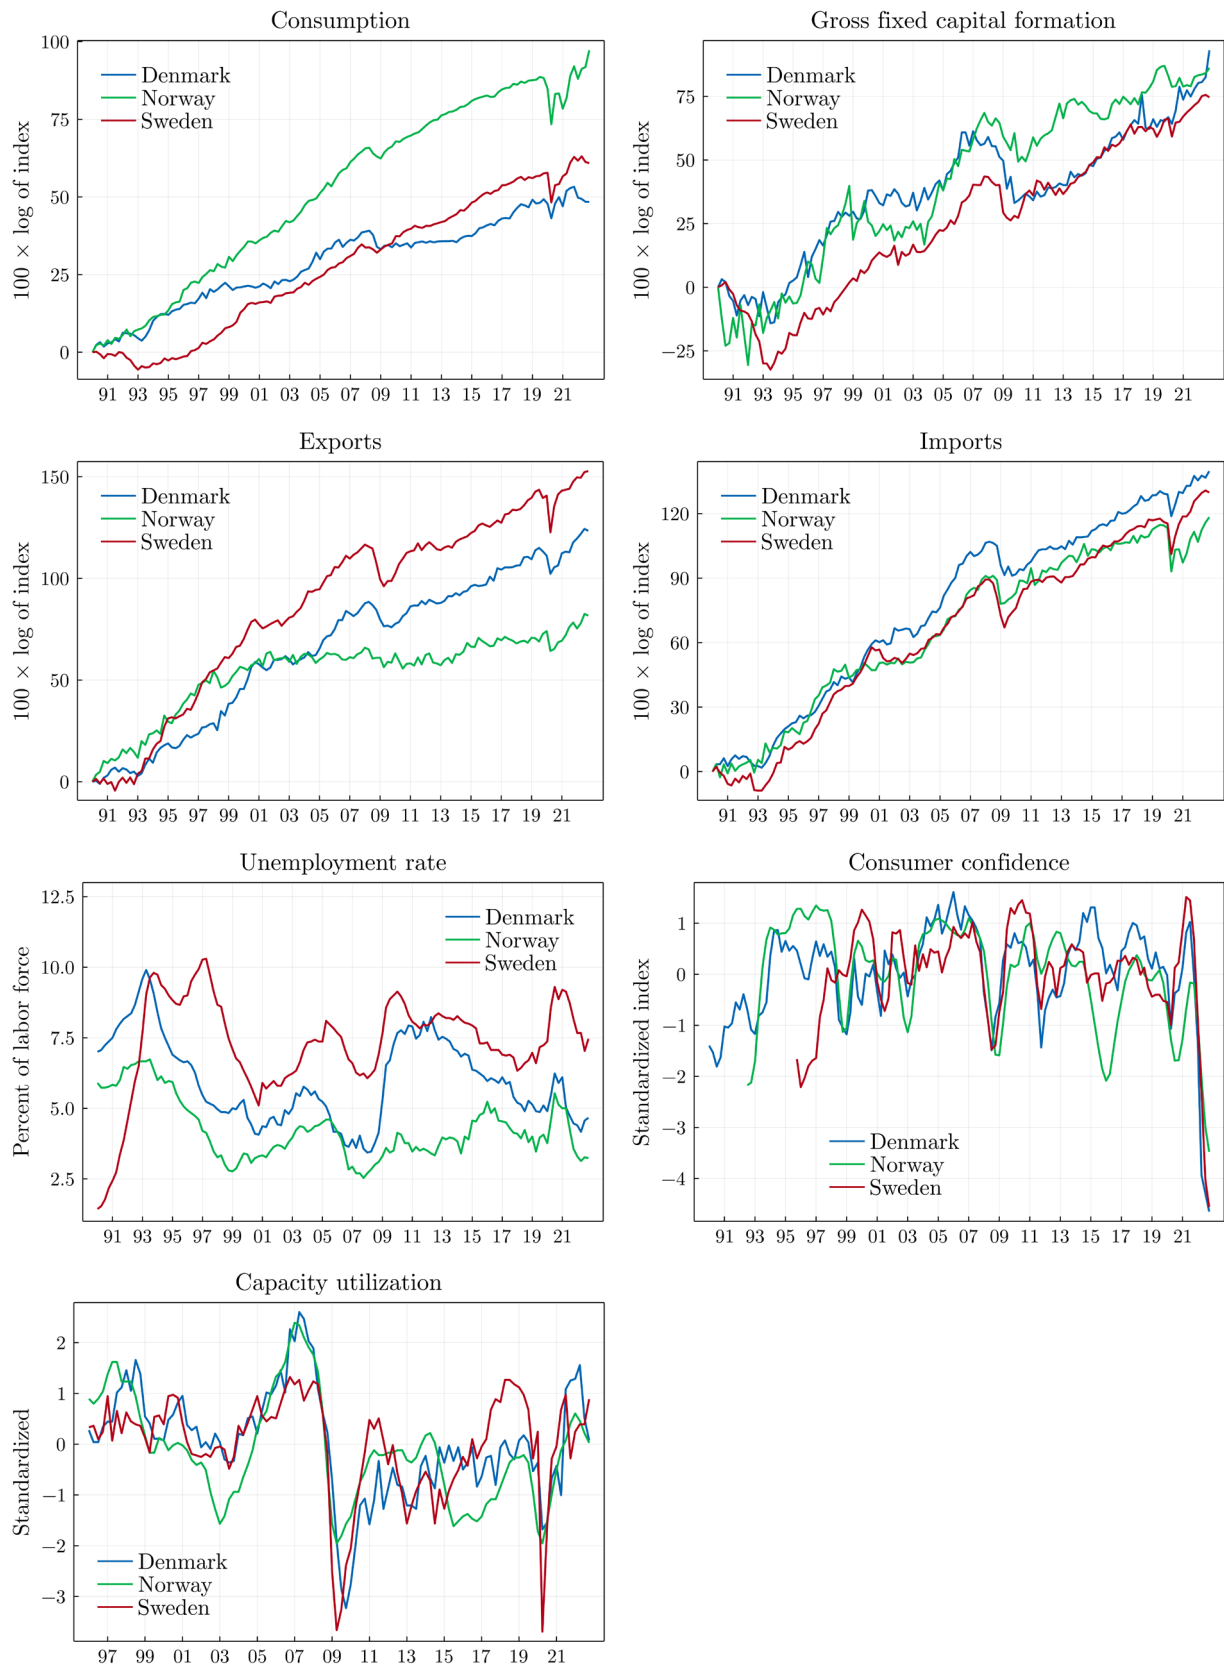 Consumption
100 × log of index
100
75
50
25
0
Denmark
Norway
Sweden
91 93 95 97 99 01 03 05 07 09 11 13 15 17 19 21
Gross fixed capital formation
100 × log of index
75
50
25
0
−25
Denmark
Norway
Sweden
91 93 95 97 99 01 03 05 07 09 11 13 15 17 19 21
Exports
100 × log of index
150
100
50
0
Denmark
Norway
Sweden
91 93 95 97 99 01 03 05 07 09 11 13 15 17 19 21
Imports
100 × log of index
120
90
60
30
0
Denmark
Norway
Sweden
91 93 95 97 99 01 03 05 07 09 11 13 15 17 19 21
Unemployment rate
Percent of labor force
12.5
10.0
7.5
5.0
2.5
Denmark
Norway
Sweden
91 93 95 97 99 01 03 05 07 09 11 13 15 17 19 21
Consumer confidence
Standardized index
1
0
−1
−2
−3
−4
Denmark
Norway
Sweden
91 93 95 97 99 01 03 05 07 09 11 13 15 17 19 21
Capacity utilization
Standardized
2
1
0
−1
−2
−3
Denmark
Norway
Sweden
97 99 01 03 05 07 09 11 13 15 17 19 21